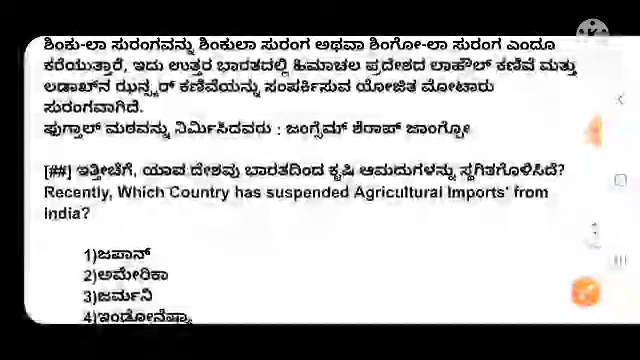 ಶಿಂಕು-ಲಾ ಸುರಂಗವನ್ನು ಶಿಂಕುಲಾ ಸುರಂಗ ಅಥವಾ ಶಿಂಗೋ-ಲಾ ಸುರಂಗ ಎಂದೂ
ಕರೆಯುತ್ತಾರೆ, ಇದು ಉತ್ತರ ಭಾರತದಲ್ಲಿ ಹಿಮಾಚಲ ಪ್ರದೇಶದ ಲಾಹೌಲ್ ಕಣಿವೆ ಮತ್ತು
ಲಡಾಖ್‌ನ ಝನ್ಸ್ಕರ್ ಕಣಿವೆಯನ್ನು ಸಂಪರ್ಕಿಸುವ ಯೋಜಿತ ಮೋಟಾರು
ಸುರಂಗವಾಗಿದೆ.
ಫುಗ್ತಾಲ್ ಮಠವನ್ನು ನಿರ್ಮಿಸಿದವರು : ಜಂಗ್ಸೆಮ್ ಶೆರಾಪ್ ಜಾಂಗ್ಪೋ
[##] ಇತ್ತೀಚೆಗೆ, ಯಾವ ದೇಶವು ಭಾರತದಿಂದ ಕೃಷಿ ಆಮದುಗಳನ್ನು ಸ್ಥಗಿತಗೊಳಿಸಿದೆ?
Recently, Which Country has suspended Agricultural Imports' from
India?
1)ಜಪಾನ್
2)ಅಮೇರಿಕಾ
3)ಜರ್ಮನಿ
4)ಇಂಡೋನೆಷ್ಯಾ